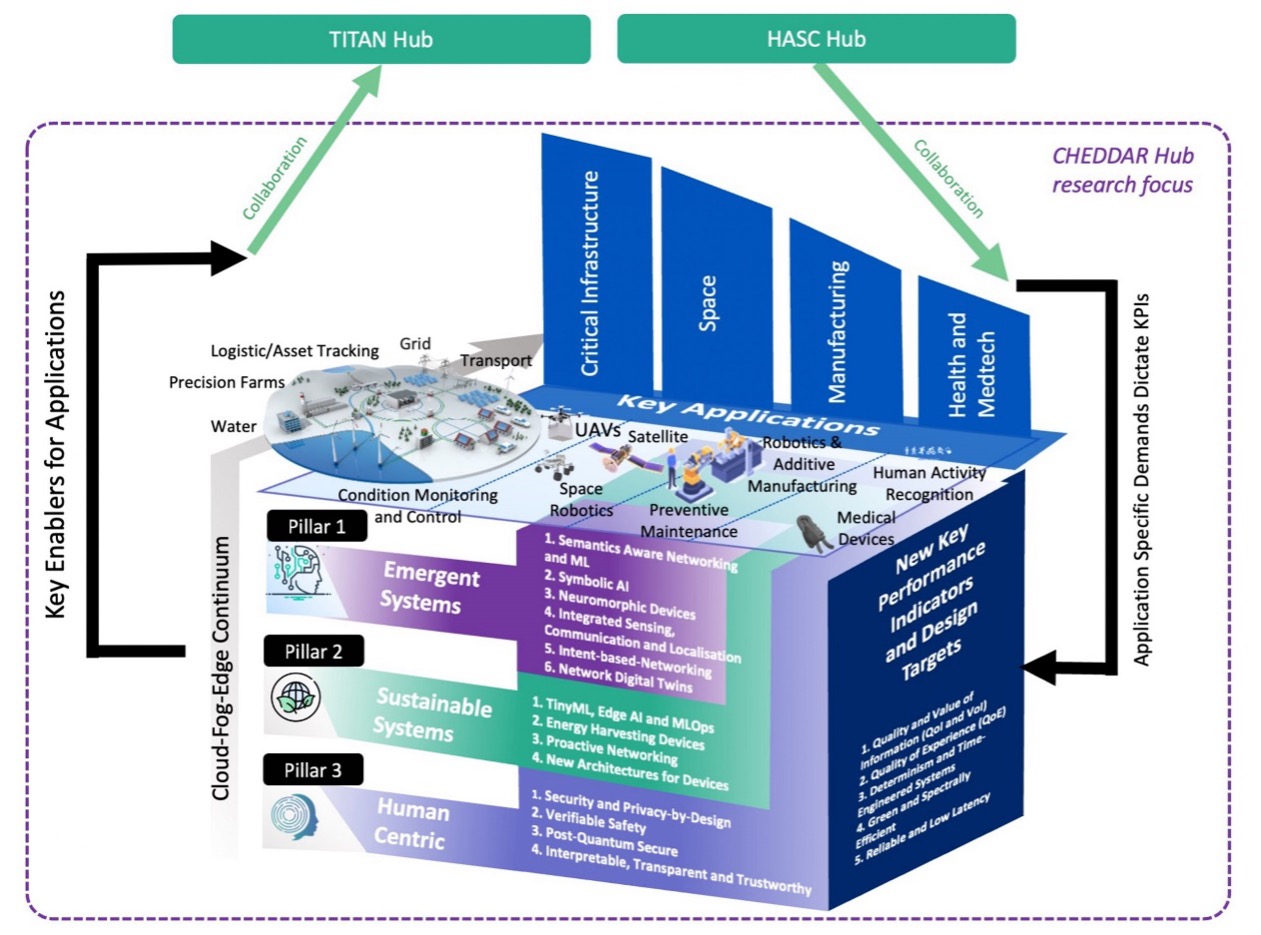 TITAN Hub
HASC Hub
Collaboration
Collaboration
CHEDDAR Hub
research focus
Key Enablers for Applications
Application Specific Demands Dictate KPIs
Critical Infrastructure
Space
Manufacturing
Health and
Medtech
Key Applications
Logistic/Asset Tracking
Grid
Transport
Precision Farms
Water
Condition Monitoring
and Control
UAVs
Satellite
Space
Robotics
Preventive
Maintenance
Robotics &
Additive
Manufacturing
Human Activity
Recognition
Medical
Devices
Cloud-Fog-Edge Continuum
Pillar 1
Emergent
Systems
1. Semantics Aware Networking
and ML
2. Symbolic AI
3. Neuromorphic Devices
4. Integrated Sensing,
Communication and Localisation
5. Intent-based-Networking
6. Network Digital Twins
Pillar 2
Sustainable
Systems
1. TinyML, Edge AI and MLOps
2. Energy Harvesting Devices
3. Proactive Networking
4. New Architectures for Devices
Pillar 3
Human
Centric
1. Security and Privacy-by-Design
2. Verifiable Safety
3. Post-Quantum Secure
4. Interpretable, Transparent and Trustworthy
New Key
Performance
Indicators
and Design
Targets
1. Quality and Value of
Information (QoI and VoI)
2. Quality of Experience (QoE)
3. Determinism and Time-
Engineered Systems
4. Green and Spectrally
Efficient
5. Reliable and Low Latency